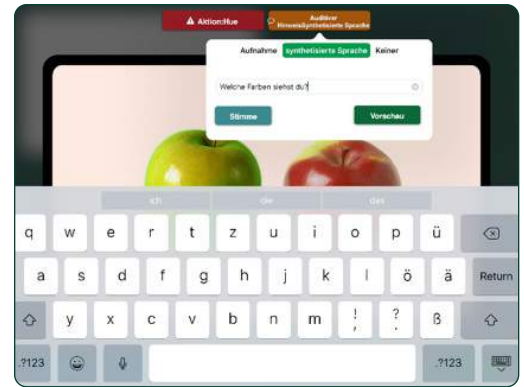 Aktion:Hue
Auditiver
Hinweis:Synthetisierte Sprache
Aufnahme synthetisierte Sprache Keiner
Welche Farben siehst du?
Stimme Vorschau
ich die das
q w e r t z u i o p ü
a s d f g h j k l ö ä Return
y x c v b n m ! , ? . ß
.?123 .?123